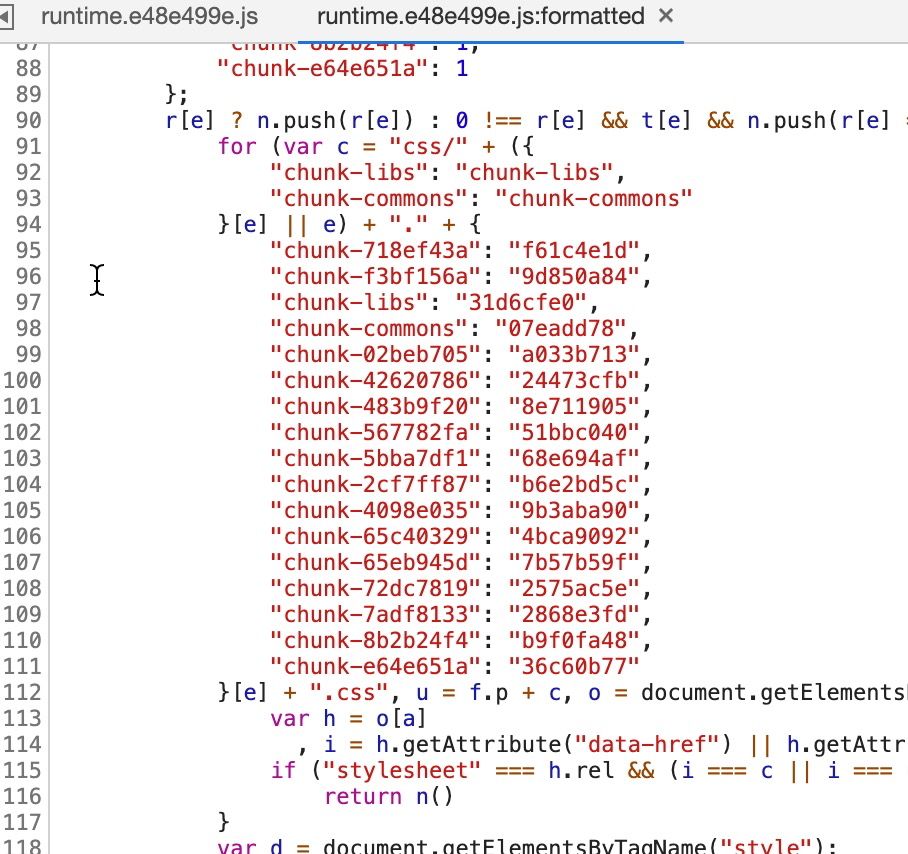 runtime.e48e499e.js runtime.e48e499e.js:formatted ×
87 "chunk-8b2b24f4": 1,
88 "chunk-e64e651a": 1
89 };
90 r[e] ? n.push(r[e]) : 0 !== r[e] && t[e] && n.push(r[e] =
91 for (var c = "css/" + ({
92 "chunk-libs": "chunk-libs",
93 "chunk-commons": "chunk-commons"
94 }[e] || e) + "." + {
95 "chunk-718ef43a": "f61c4e1d",
96 "chunk-f3bf156a": "9d850a84",
97 "chunk-libs": "31d6cfe0",
98 "chunk-commons": "07eadd78",
99 "chunk-02beb705": "a033b713",
100 "chunk-42620786": "24473cfb",
101 "chunk-483b9f20": "8e711905",
102 "chunk-567782fa": "51bbc040",
103 "chunk-5bba7df1": "68e694af",
104 "chunk-2cf7ff87": "b6e2bd5c",
105 "chunk-4098e035": "9b3aba90",
106 "chunk-65c40329": "4bca9092",
107 "chunk-65eb945d": "7b57b59f",
108 "chunk-72dc7819": "2575ac5e",
109 "chunk-7adf8133": "2868e3fd",
110 "chunk-8b2b24f4": "b9f0fa48",
111 "chunk-e64e651a": "36c60b77"
112 }[e] + ".css", u = f.p + c, o = document.getElements
113 var h = o[a]
114 , i = h.getAttribute("data-href") || h.getAttr
115 if ("stylesheet" === h.rel && (i === c || i ===
116 return n()
117 }
118 var d = document.getElementsByTagName("style");